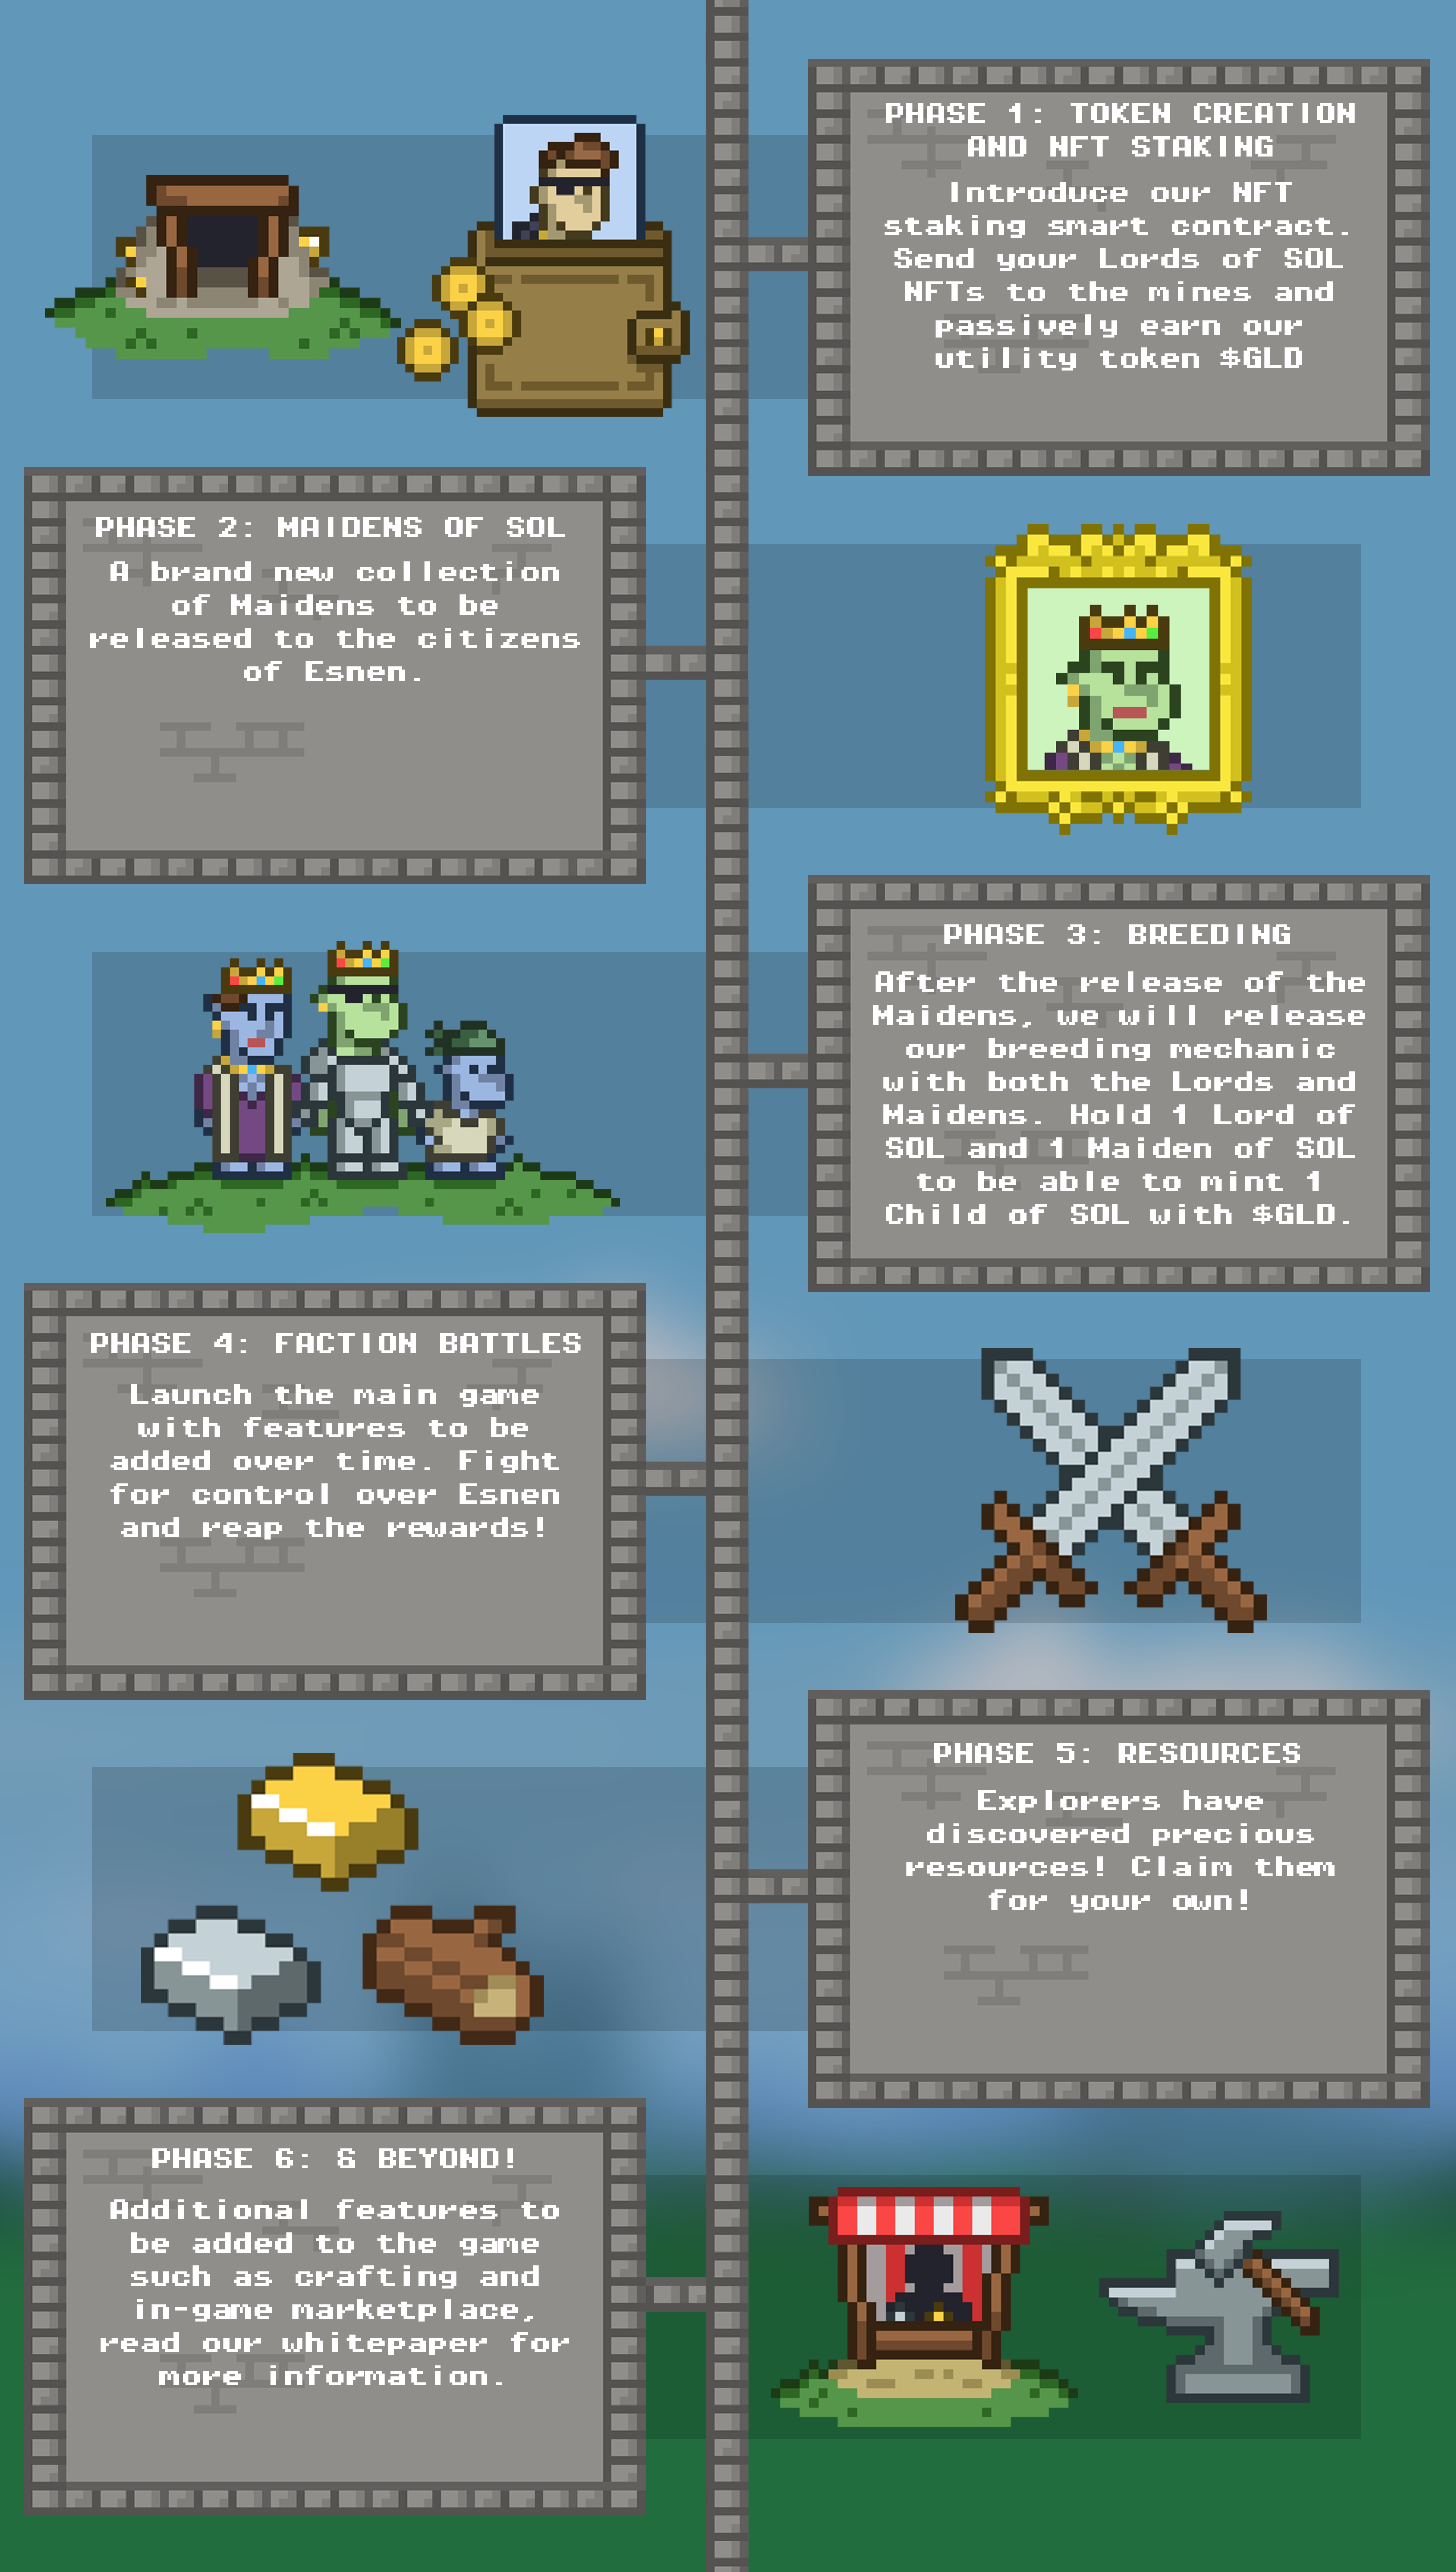 PHASE 1: TOKEN CREATION
AND NFT STAKING
Introduce our NFT
staking smart contract.
Send your Lords of SOL
NFTs to the mines and
passively earn our
utility token $GLD
PHASE 2: MAIDENS OF SOL
A brand new collection
of Maidens to be
released to the citizens
of Esnen.
PHASE 3: BREEDING
After the release of the
Maidens, we will release
our breeding mechanic
with both the Lords and
Maidens. Hold 1 Lord of
SOL and 1 Maiden of SOL
to be able to mint 1
Child of SOL with $GLD.
PHASE 4: FACTION BATTLES
Launch the main game
with features to be
added over time. Fight
for control over Esnen
and reap the rewards!
PHASE 5: RESOURCES
Explorers have
discovered precious
resources! Claim them
for your own!
PHASE 6: & BEYOND!
Additional features to
be added to the game
such as crafting and
in-game marketplace,
read our whitepaper for
more information.